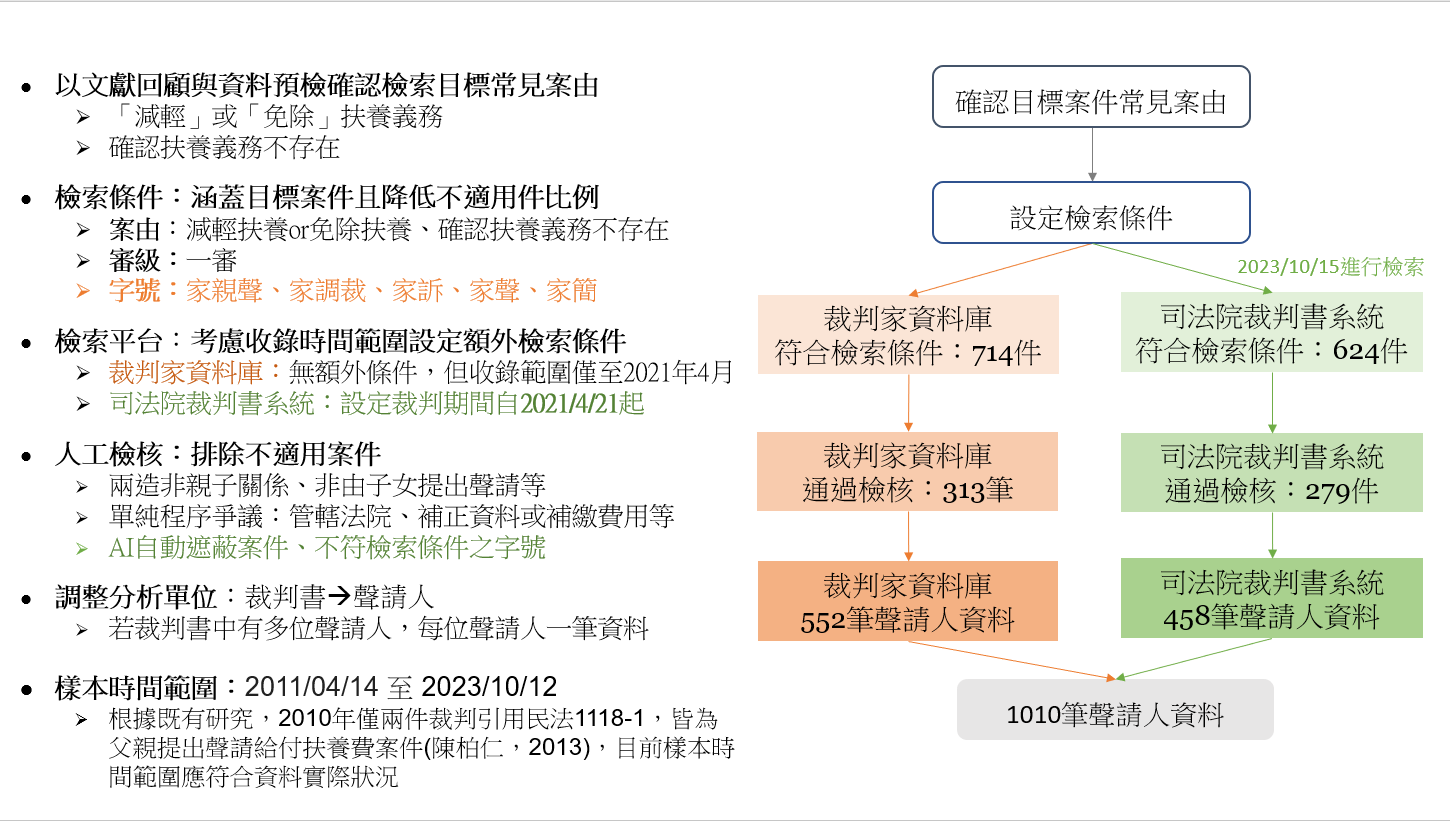 以文獻回顧與資料預檢確認檢索目標常見案由
「減輕」或「免除」扶養義務
確認扶養義務不存在
檢索條件：涵蓋目標案件且降低不適用件比例
案由：減輕扶養or免除扶養、確認扶養義務不存在
審級：一審
字號：家親聲、家調裁、家訴、家聲、家簡
檢索平台：考慮收錄時間範圍設定額外檢索條件
裁判家資料庫：無額外條件，但收錄範圍僅至2021年4月
司法院裁判書系統：設定裁判期間自2021/4/21起
人工檢核：排除不適用案件
兩造非親子關係、非由子女提出聲請等
單純程序爭議：管轄法院、補正資料或補繳費用等
AI自動遮蔽案件、不符檢索條件之字號
調整分析單位：裁判書→聲請人
若裁判書中有多位聲請人，每位聲請人一筆資料
樣本時間範圍：2011/04/14 至 2023/10/12
根據既有研究，2010年僅兩件裁判引用民法1118-1，皆為
父親提出聲請給付扶養費案件(陳柏仁，2013)，目前樣本時
間範圍應符合資料實際狀況
確認目標案件常見案由
設定檢索條件
2023/10/15進行檢索
裁判家資料庫
符合檢索條件：714件
司法院裁判書系統
符合檢索條件：624件
裁判家資料庫
通過檢核：313筆
司法院裁判書系統
通過檢核：279件
裁判家資料庫
552筆聲請人資料
司法院裁判書系統
458筆聲請人資料
1010筆聲請人資料